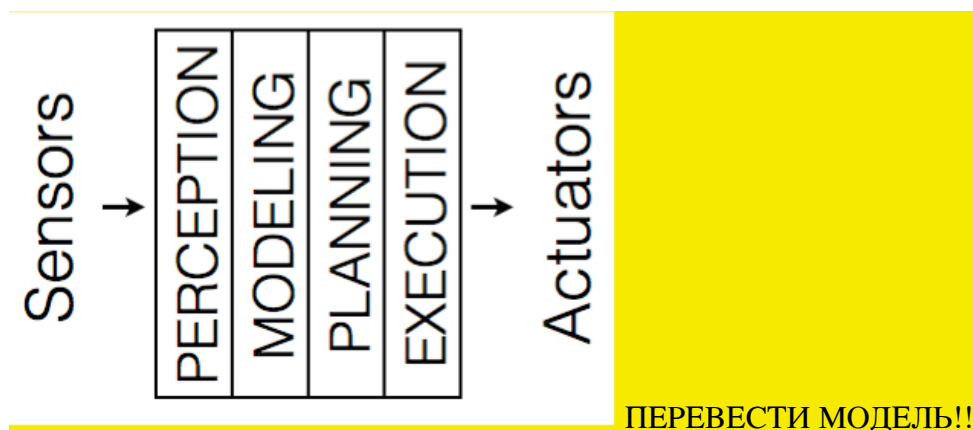 Sensors
PERCEPTION
MODELING
PLANNING
EXECUTION
Actuators
ПЕРЕВЕСТИ МОДЕЛЬ!!